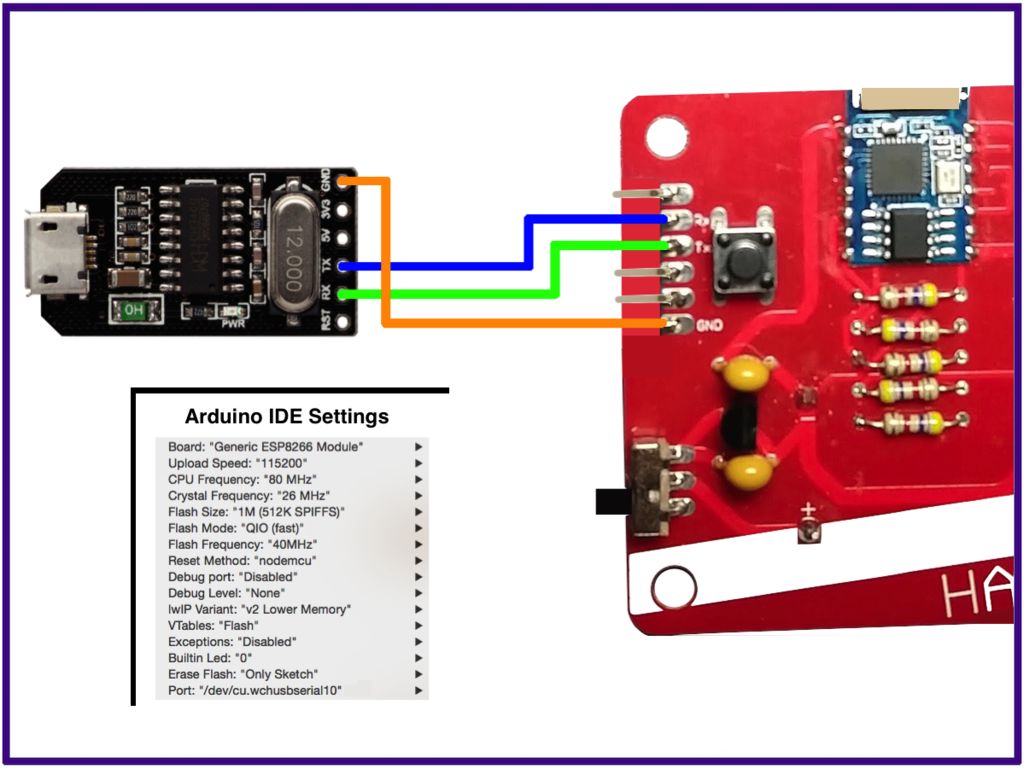 GND
3V3
5V
TX
RX
RST
12.000
PWR
Rx
Tx
GND
+
HA
Arduino IDE Settings
Board: "Generic ESP8266 Module"
Upload Speed: "115200"
CPU Frequency: "80 MHz"
Crystal Frequency: "26 MHz"
Flash Size: "1M (512K SPIFFS)"
Flash Mode: "QIO (fast)"
Flash Frequency: "40MHz"
Reset Method: "nodemcu"
Debug port: "Disabled"
Debug Level: "None"
IwIP Variant: "v2 Lower Memory"
VTables: "Flash"
Exceptions: "Disabled"
Builtin Led: "0"
Erase Flash: "Only Sketch"
Port: "/dev/cu.wchusbserial10"